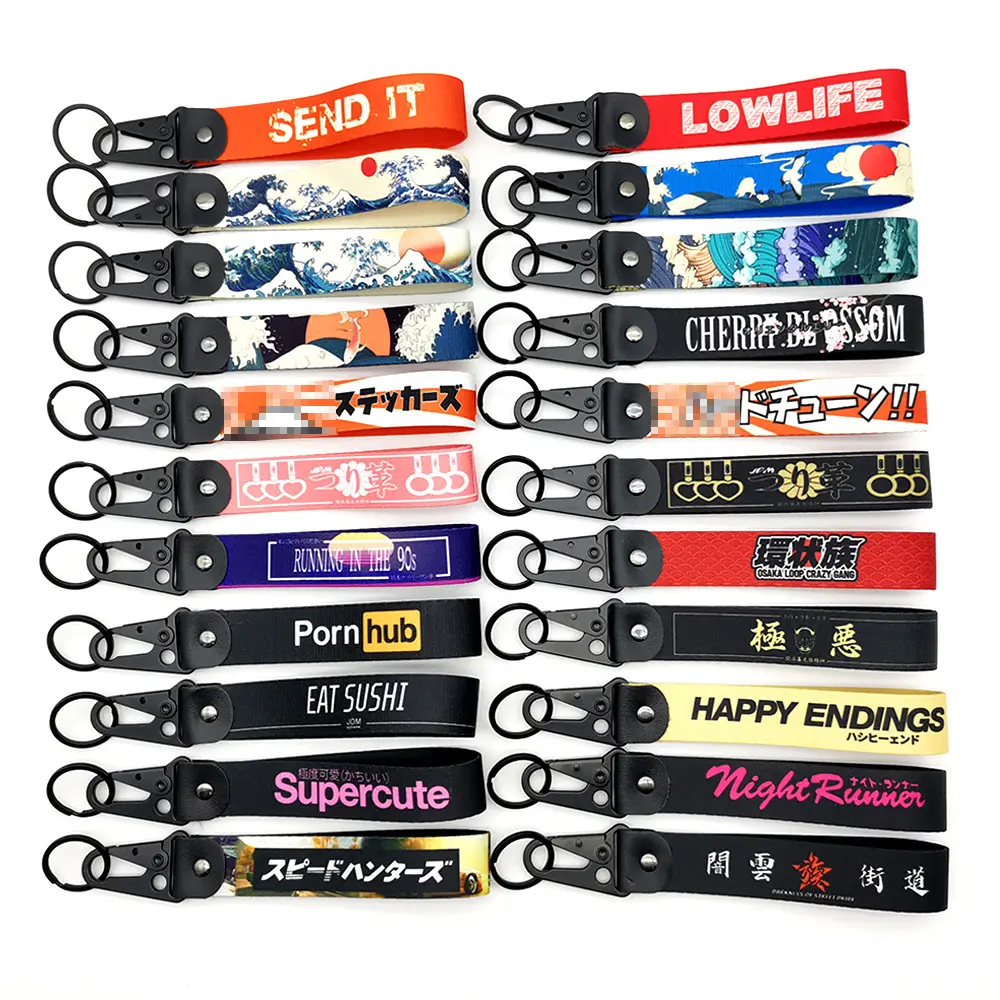 SEND IT
LOWLIFE
CHERRY BLOSSOM
ステッカーズ
ドチューン!!
JDM
つり革
JDM
つり革
RUNNING IN THE 90s
環状族
OSAKA LOOP CRAZY GANG
Pornhub
極 悪
EAT SUSHI
JDM
HAPPY ENDINGS
ハシヒーエンド
極度可愛(かちいい)
Supercute
ナイト・ランナー
Night Runner
スピードハンターズ
闇雲 族 街道